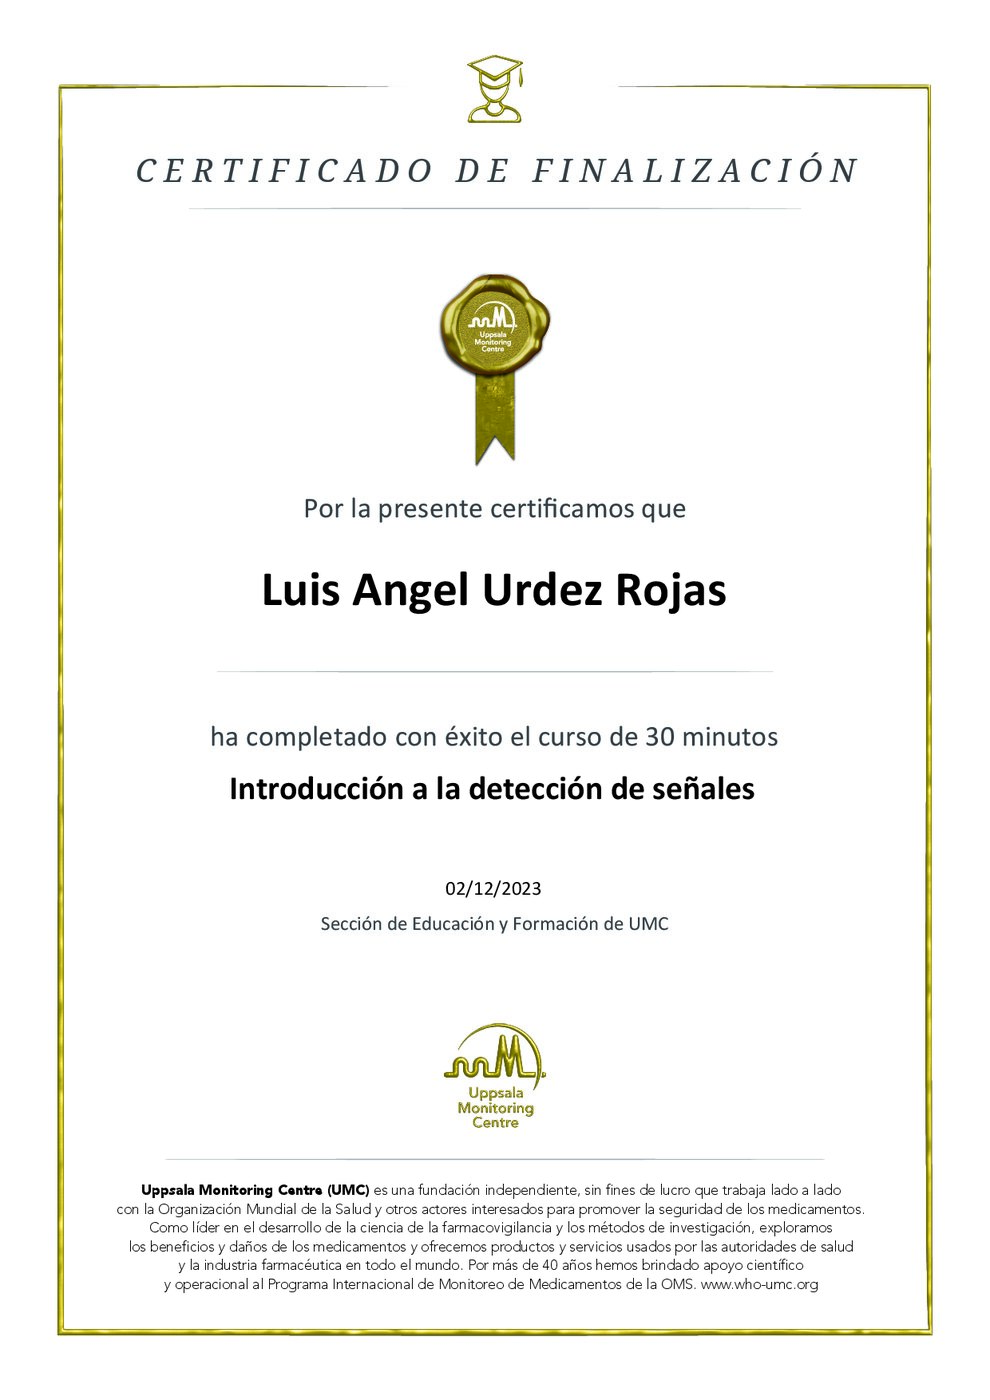 CERTIFICADO DE FINALIZACIÓN
Uppsala
Monitoring
Centre
Por la presente certificamos que
Luis Angel Urdez Rojas
ha completado con éxito el curso de 30 minutos
Introducción a la detección de señales
02/12/2023
Sección de Educación y Formación de UMC
Uppsala
Monitoring
Centre
Uppsala Monitoring Centre (UMC) es una fundación independiente, sin fines de lucro que trabaja lado a lado
con la Organización Mundial de la Salud y otros actores interesados para promover la seguridad de los medicamentos.
Como líder en el desarrollo de la ciencia de la farmacovigilancia y los métodos de investigación, exploramos
los beneficios y daños de los medicamentos y ofrecemos productos y servicios usados por las autoridades de salud
y la industria farmacéutica en todo el mundo. Por más de 40 años hemos brindado apoyo científico
y operacional al Programa Internacional de Monitoreo de Medicamentos de la OMS. www.who-umc.org